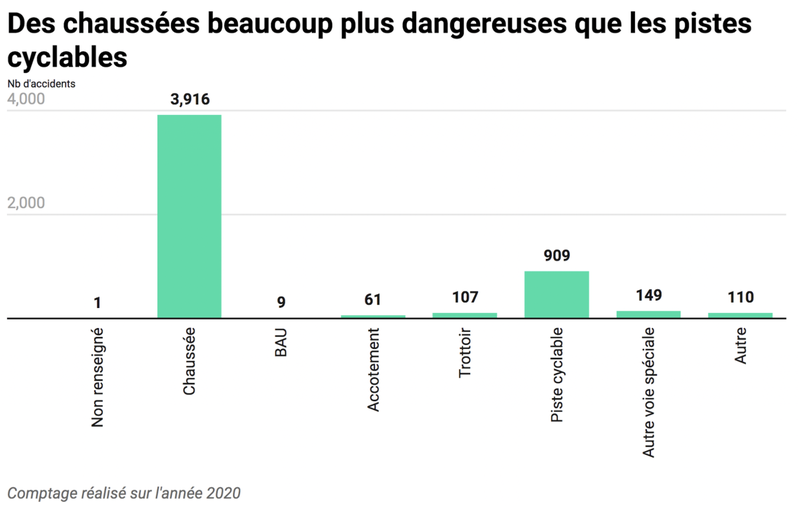 Des chaussées beaucoup plus dangereuses que les pistes
cyclables
Nb d'accidents
4,000
3,916
2,000
909
1
9
61
107
149
110
Non renseigné
Chaussée
BAU
Accotement
Trottoir
Piste cyclable
Autre voie spéciale
Autre
Comptage réalisé sur l'année 2020